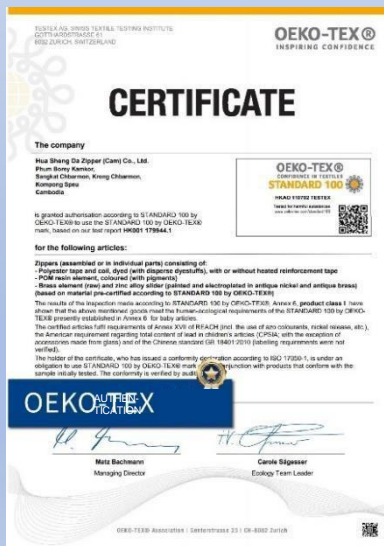 TESTEX AG, SWISS TEXTILE TESTING INSTITUTE
GOTTHARDSTRASSE 61
8002 ZURICH, SWITZERLAND
OEKO-TEX®
INSPIRING CONFIDENCE
CERTIFICATE
The company
Hua Sheng Da Zipper (Cam) Co., Ltd.
Phum Borey Kamkor,
Sangkat Chbarmon, Krong Chbarmon,
Kompong Speu
Cambodia
OEKO-TEX®
CONFIDENCE IN TEXTILES
STANDARD 100
HKAO 115702 TESTEX
Tested for harmful substances
www.oeko-tex.com/standard100
is granted authorisation according to STANDARD 100 by
OEKO-TEX® to use the STANDARD 100 by OEKO-TEX®
mark, based on our test report HK001 179544.1
for the following articles:
Zippers (assembled or in individual parts) consisting of:
- Polyester tape and coil, dyed (with disperse dyestuffs), with or without heated reinforcement tape
- POM resin element, coloured (with pigments)
- Brass element (raw) and zinc alloy slider (painted and electroplated in antique nickel and antique brass)
(based on material pre-certified according to STANDARD 100 by OEKO-TEX®)
The results of the inspection made according to STANDARD 100 by OEKO-TEX®, Annex 6, product class I have
shown that the above mentioned goods meet the human-ecological requirements of the STANDARD 100 by OEKO-
TEX® presently established in Annex 6 for baby articles.
The certified articles fulfil requirements of Annex XVII of REACH (incl. the use of azo colourants, nickel release, etc.),
the American requirement regarding total content of lead in children's articles (CPSIA; with the exception of
accessories made from glass) and of the Chinese standard GB 18401:2010 (labelling requirements were not
verified).
The holder of the certificate, who has issued a conformity declaration according to ISO 17050-1, is under an
obligation to use STANDARD 100 by OEKO-TEX® mark conjunction with products that conform with the
sample initially tested. The conformity is verified by audits
OEKO-TEX
AUTHEN-
TICATION
Matz Bachmann
Managing Director
Carole Sägesser
Ecology Team Leader
OEKO-TEX® Association | Genferstrasse 23 | CH-8002 Zurich